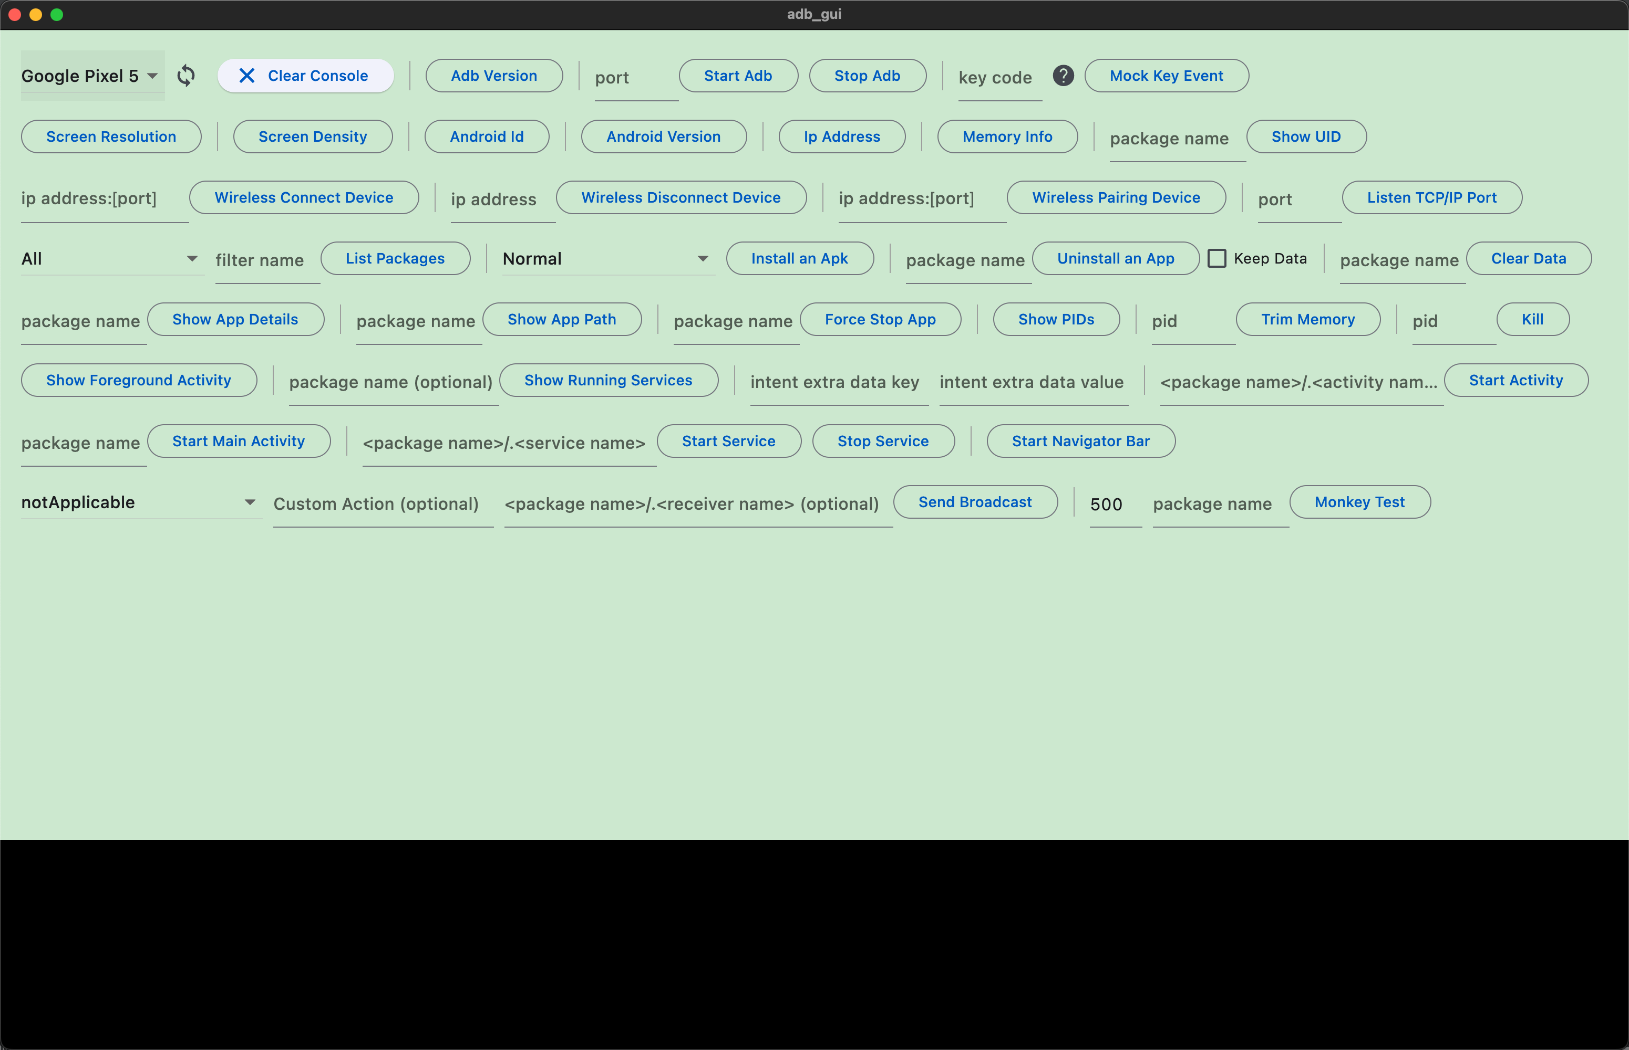 adb_gui
Google Pixel 5 Clear Console Adb Version port Start Adb Stop Adb key code ? Mock Key Event
Screen Resolution Screen Density Android Id Android Version Ip Address Memory Info package name Show UID
ip address:[port] Wireless Connect Device ip address Wireless Disconnect Device ip address:[port] Wireless Pairing Device port Listen TCP/IP Port
All filter name List Packages Normal Install an Apk package name Uninstall an App Keep Data package name Clear Data
package name Show App Details package name Show App Path package name Force Stop App Show PIDs pid Trim Memory pid Kill
Show Foreground Activity package name (optional) Show Running Services intent extra data key intent extra data value <package name>/.<activity nam... Start Activity
package name Start Main Activity <package name>/.<service name> Start Service Stop Service Start Navigator Bar
notApplicable Custom Action (optional) <package name>/.<receiver name> (optional) Send Broadcast 500 package name Monkey Test